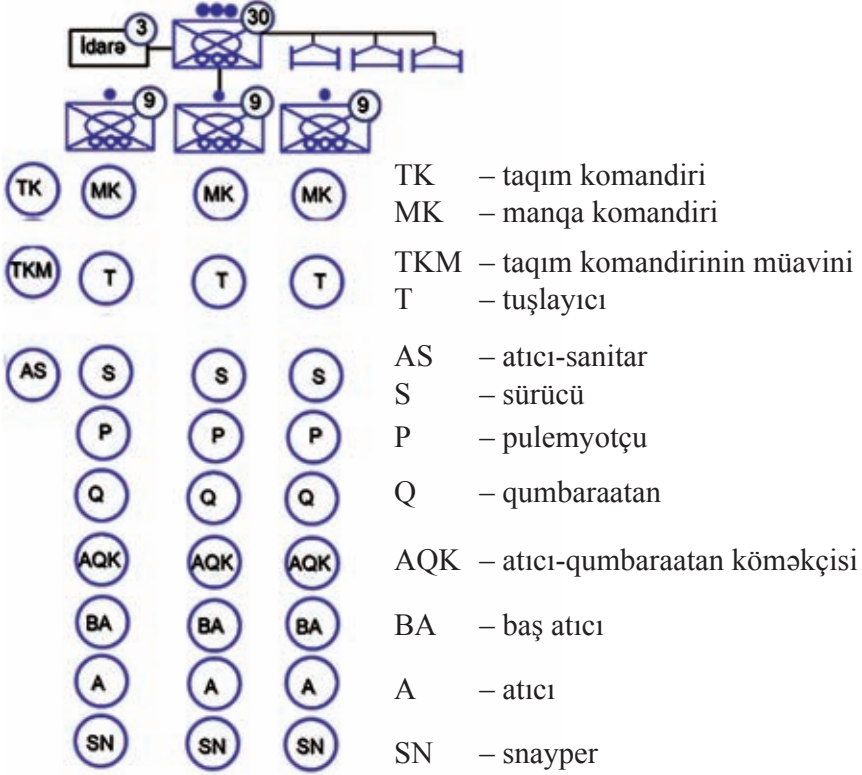 30
İdarə 3
9 9 9
TK MK MK MK TK – taqım komandiri
MK – manqa komandiri
TKM T T T TKM – taqım komandirinin müavini
T – tuşlayıcı
AS S S S AS – atıcı-sanitar
S – sürücü
P P P P – pulemyotçu
Q Q Q Q – qumbaraatan
AQK AQK AQK AQK – atıcı-qumbaraatan köməkçisi
BA BA BA BA – baş atıcı
A A A A – atıcı
SN SN SN SN – snayper